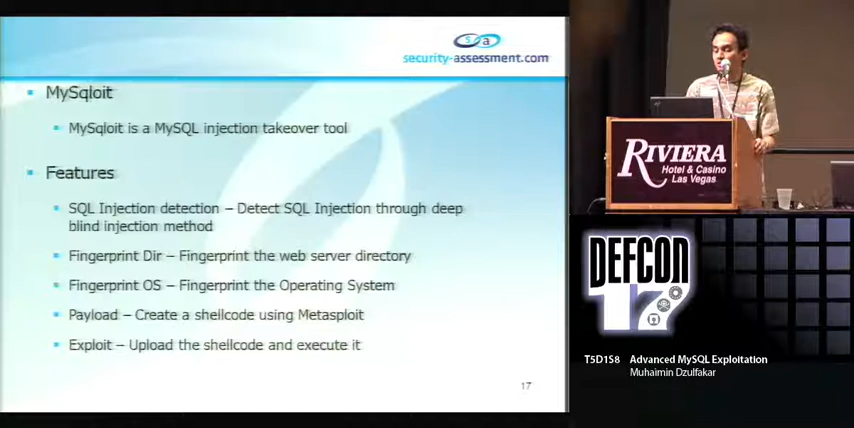 sa
security-assessment.com
MySqloit
MySqloit is a MySQL injection takeover tool
Features
SQL Injection detection – Detect SQL Injection through deep
blind injection method
Fingerprint Dir – Fingerprint the web server directory
Fingerprint OS – Fingerprint the Operating System
Payload – Create a shellcode using Metasploit
Exploit – Upload the shellcode and execute it
17
RIVIERA
Hotel & Casino
Las Vegas
DEFCON
17
T5D1S8 Advanced MySQL Exploitation
Muhaimin Dzulfakar